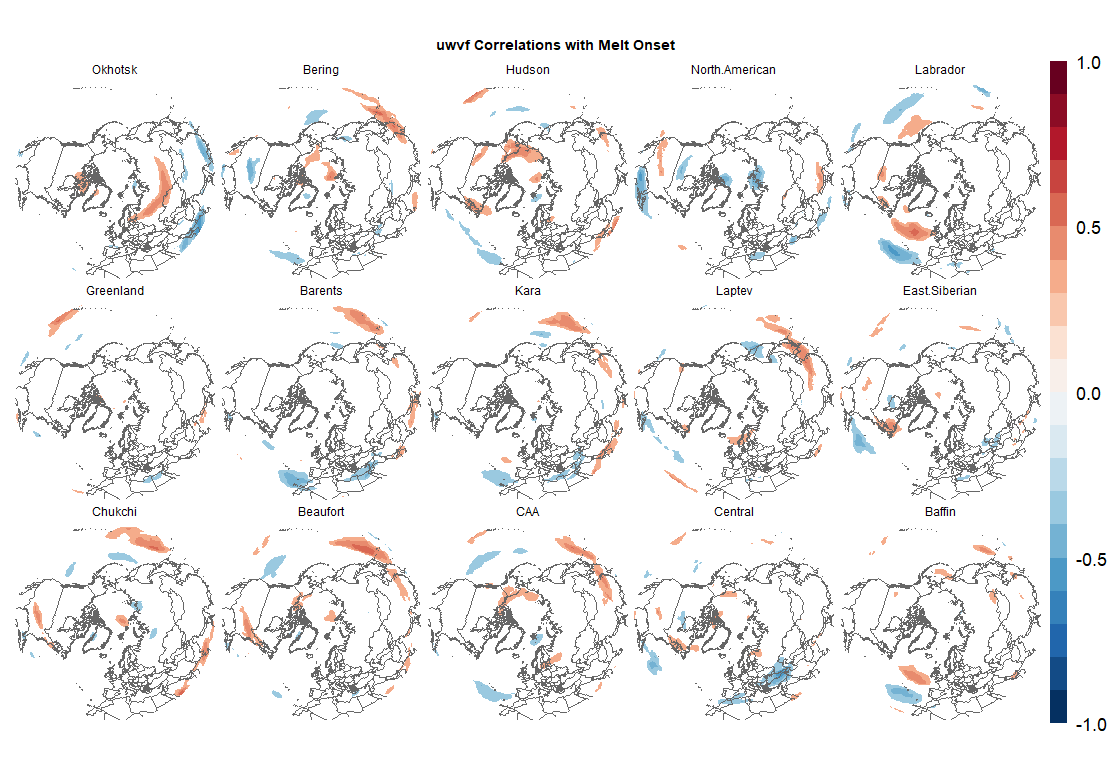 uwvf Correlations with Melt Onset
Okhotsk
Bering
Hudson
North.American
Labrador
Greenland
Barents
Kara
Laptev
East.Siberian
Chukchi
Beaufort
CAA
Central
Baffin
1.0
0.5
0.0
-0.5
-1.0